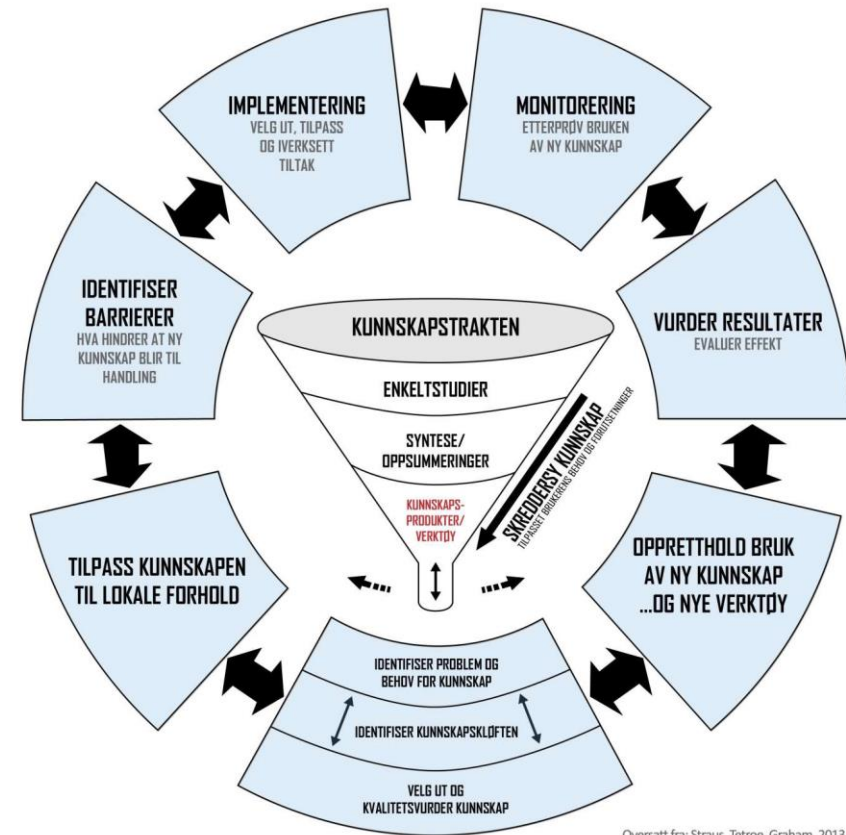 IMPLEMENTERING
VELG UT, TILPASS
OG IVERKSETT
TILTAK
MONITORERING
ETTERPRØV BRUKEN
AV NY KUNNSKAP
IDENTIFISER
BARRIERER
HVA HINDRER AT NY
KUNNSKAP BLIR TIL
HANDLING
VURDER RESULTATER
EVALUER EFFEKT
KUNNSKAPSTRAKTEN
ENKELTSTUDIER
SYNTESE/
OPPSUMMERINGER
KUNNSKAPS-
PRODUKTER/
VERKTØY
SKREDDERSY KUNNSKAP
TILPASSET BRUKERENS BEHOV OG FORUTSETNINGER
TILPASS KUNNSKAPEN
TIL LOKALE FORHOLD
OPPRETTHOLD BRUK
AV NY KUNNSKAP
...OG NYE VERKTØY
IDENTIFISER PROBLEM OG
BEHOV FOR KUNNSKAP
IDENTIFISER KUNNSKAPSKLØFTEN
VELG UT OG
KVALITETSVURDER KUNNSKAP
Oversatt fra: Straus, Tetroe, Graham, 2013